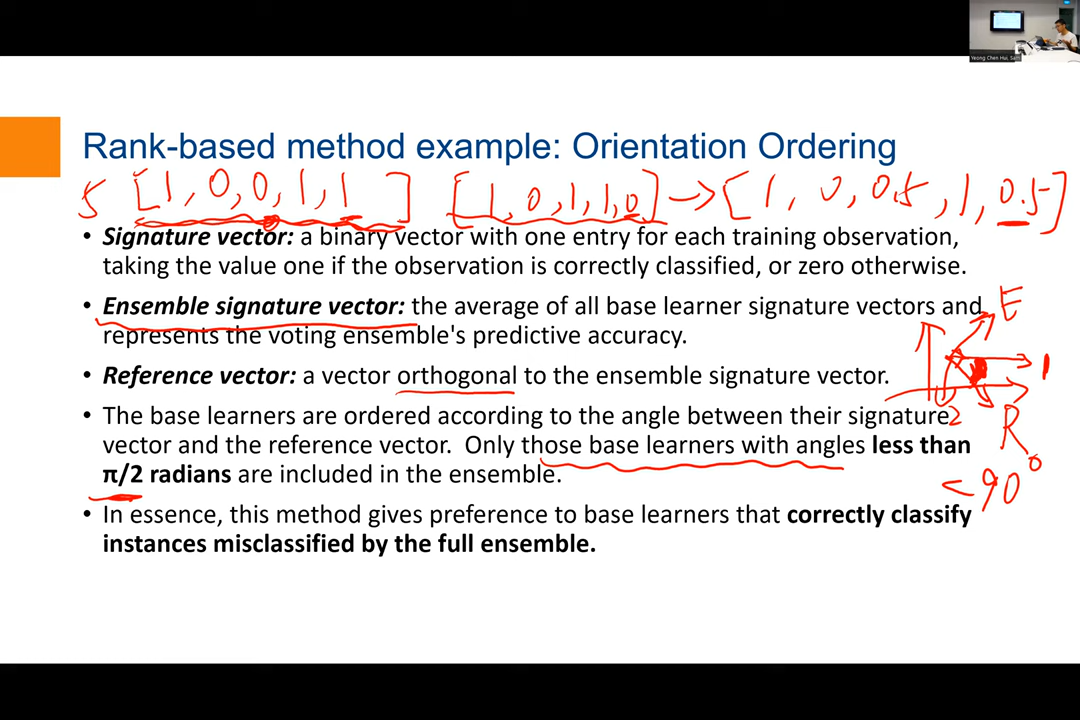 Yeong Chen Hui, Sam
Rank-based method example: Orientation Ordering
5 [1, 0, 0, 1, 1 ] [1, 0, 1, 1, 0] → [1, 0, 0.5, 1, 0.5]
• Signature vector: a binary vector with one entry for each training observation,
taking the value one if the observation is correctly classified, or zero otherwise.
• Ensemble signature vector: the average of all base learner signature vectors and
represents the voting ensemble's predictive accuracy.
E
• Reference vector: a vector orthogonal to the ensemble signature vector.
1
• The base learners are ordered according to the angle between their signature
2
R
vector and the reference vector. Only those base learners with angles less than
π/2 radians are included in the ensemble.
< 90°
• In essence, this method gives preference to base learners that correctly classify
instances misclassified by the full ensemble.